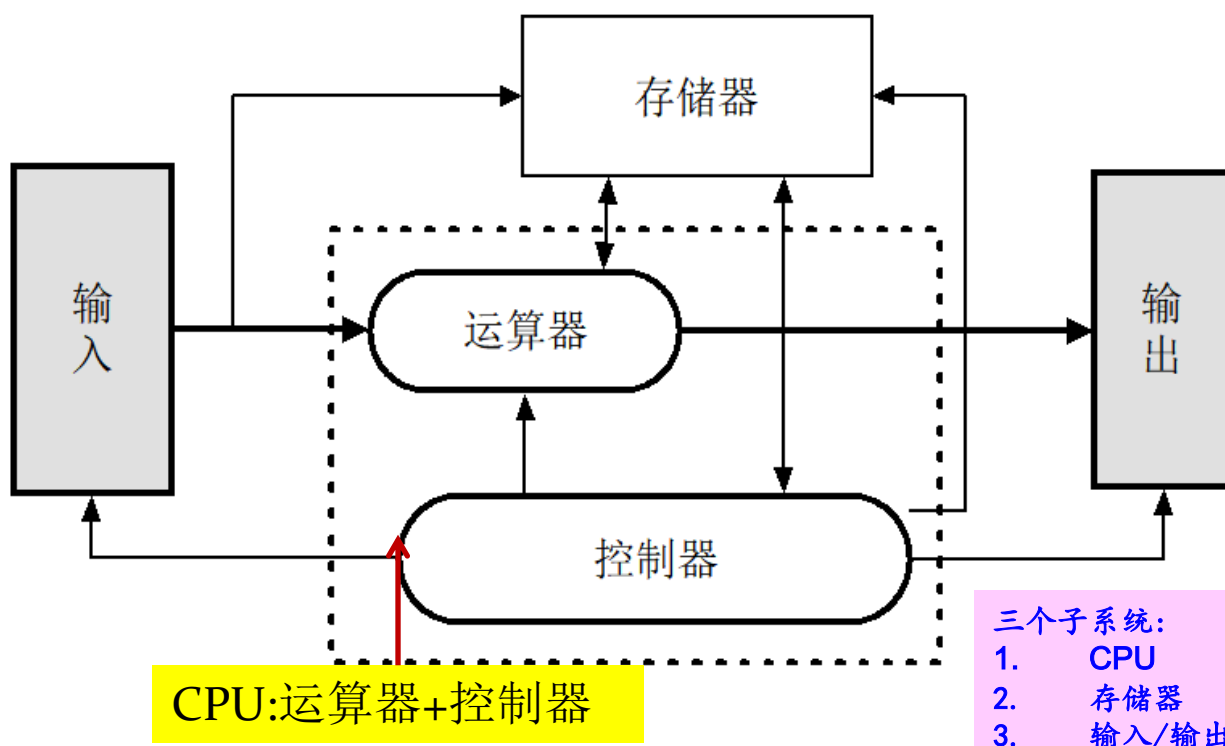 存储器
输
入
运算器
输
出
控制器
CPU:运算器+控制器
三个子系统:
1. CPU
2. 存储器
3. 输入/输出